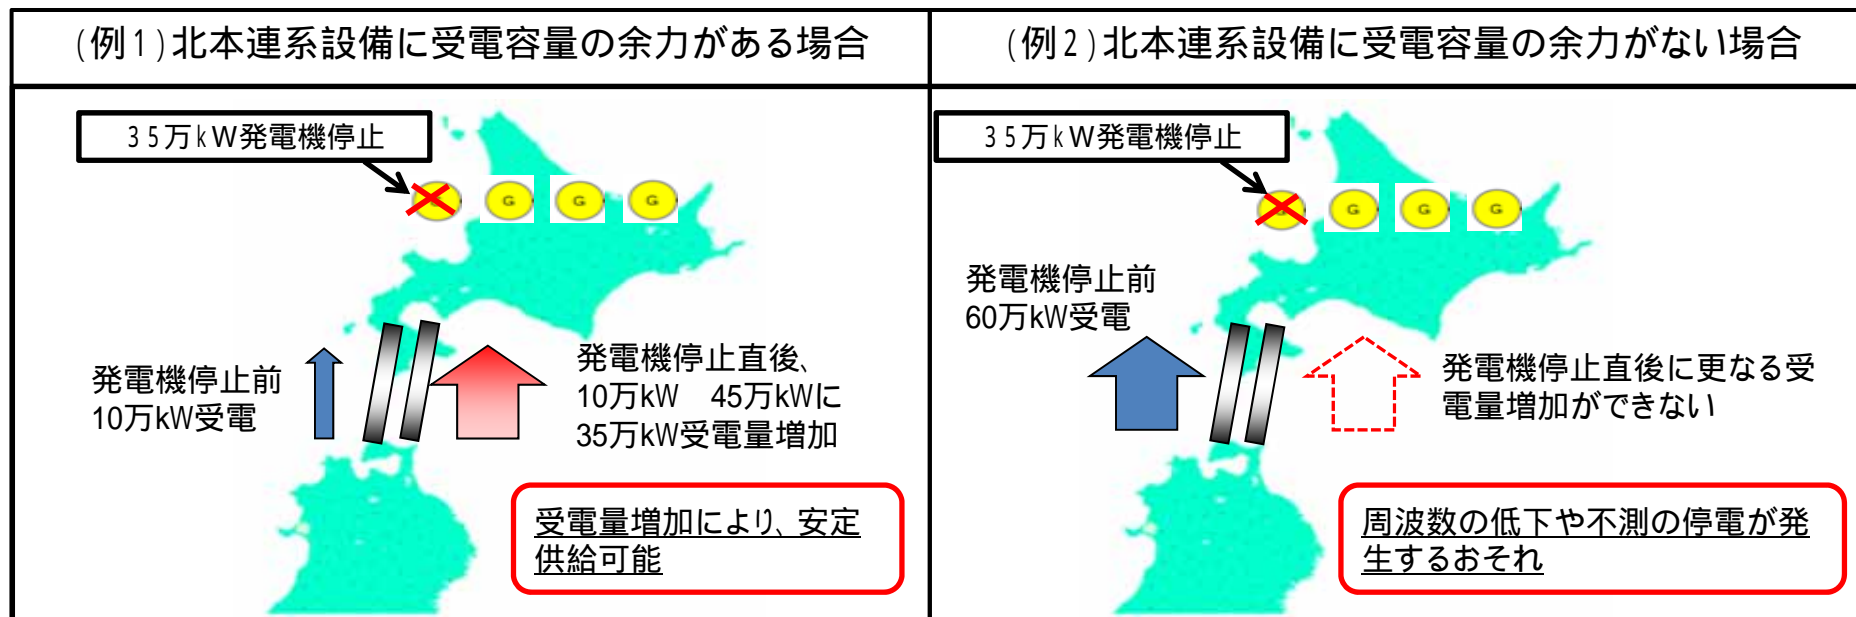 (例1)北本連系設備に受電容量の余力がある場合
35万kW発電機停止
G
G
G
発電機停止前
10万kW受電
発電機停止直後、
10万kW 45万kWに
35万kW受電量増加
受電量増加により、安定
供給可能
(例2)北本連系設備に受電容量の余力がない場合
35万kW発電機停止
G
G
G
発電機停止前
60万kW受電
発電機停止直後に更なる受
電量増加ができない
周波数の低下や不測の停電が発
生するおそれ